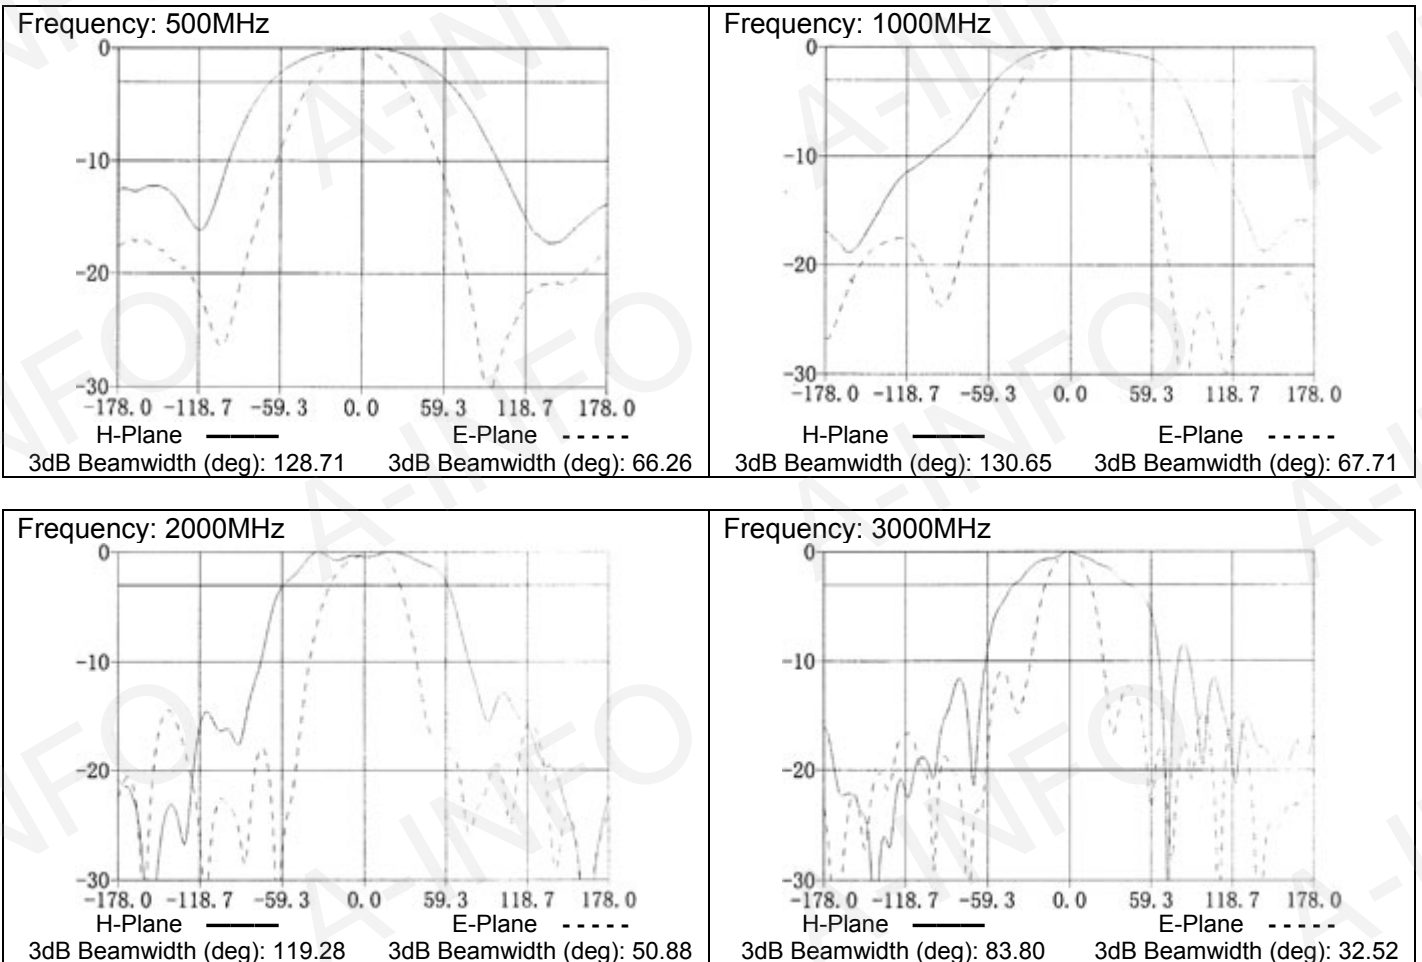 Frequency: 500MHz
0
-10
-20
-30
-178.0 -118.7 -59.3 0.0 59.3 118.7 178.0
H-Plane E-Plane
3dB Beamwidth (deg): 128.71 3dB Beamwidth (deg): 66.26
Frequency: 1000MHz
0
-10
-20
-30
-178.0 -118.7 -59.3 0.0 59.3 118.7 178.0
H-Plane E-Plane
3dB Beamwidth (deg): 130.65 3dB Beamwidth (deg): 67.71
Frequency: 2000MHz
0
-10
-20
-30
-178.0 -118.7 -59.3 0.0 59.3 118.7 178.0
H-Plane E-Plane
3dB Beamwidth (deg): 119.28 3dB Beamwidth (deg): 50.88
Frequency: 3000MHz
0
-10
-20
-30
-178.0 -118.7 -59.3 0.0 59.3 118.7 178.0
H-Plane E-Plane
3dB Beamwidth (deg): 83.80 3dB Beamwidth (deg): 32.52
A-INFO